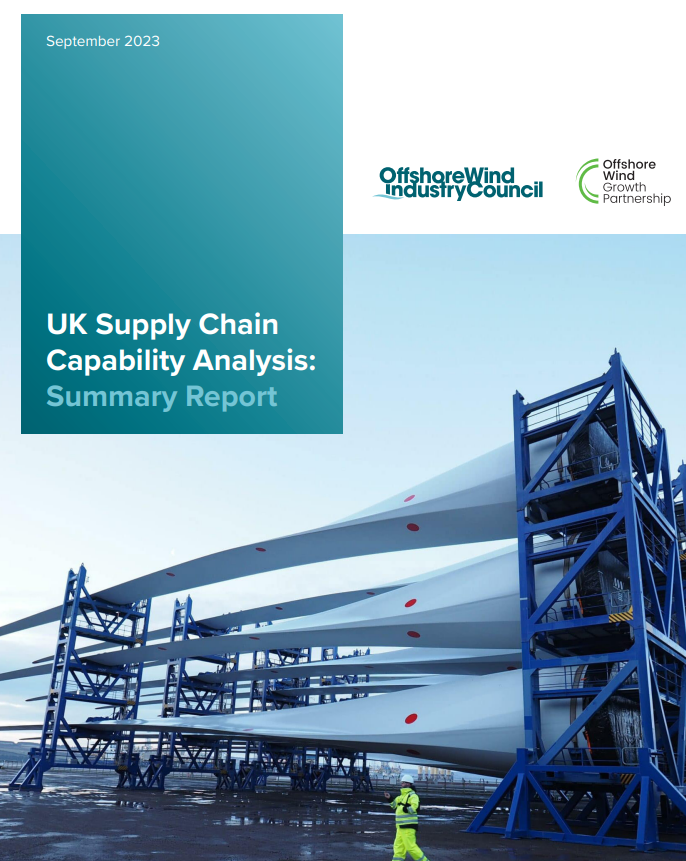 September 2023
OffshoreWind
IndustryCouncil
Offshore
Wind
Growth
Partnership
UK Supply Chain
Capability Analysis:
Summary Report